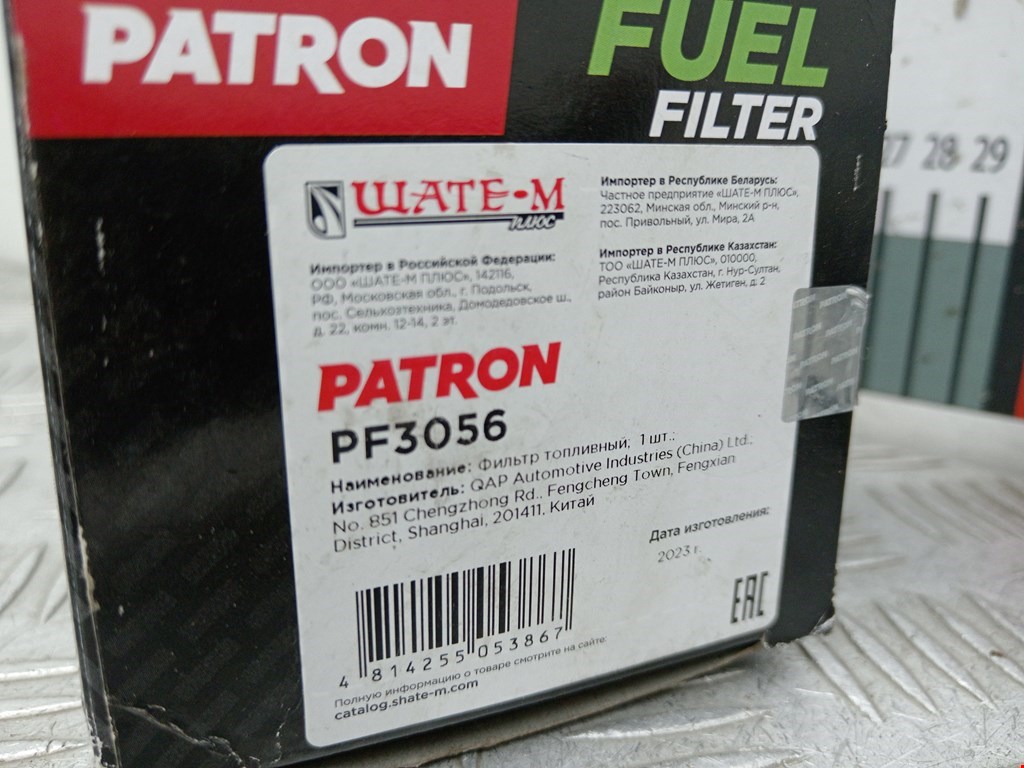 PATRON
FUEL
FILTER
28 29
ШАТЕ-М
ПЛЮС
Импортер в Российской Федерации:
ООО «ШАТЕ-М ПЛЮС», 142116,
РФ, Московская обл., г. Подольск,
пос. Сельхозтехника, Домодедовское ш.,
д. 22, комн. 12-14, 2 эт.
Импортер в Республике Беларусь:
Частное предприятие «ШАТЕ-М ПЛЮС»,
223062, Минская обл., Минский р-н,
пос. Привольный, ул. Мира, 2А
Импортер в Республике Казахстан:
ТОО «ШАТЕ-М ПЛЮС», 010000,
Республика Казахстан, г. Нур-Султан,
район Байконыр, ул. Жетиген, д. 2
PATRON
PF3056
Наименование: Фильтр топливный, 1 шт.;
Изготовитель: QAP Automotive Industries (China) Ltd.;
No. 851 Chengzhong Rd., Fengcheng Town, Fengxian
District, Shanghai, 201411. Китай
Дата изготовления:
2023 г.
EAC
4 814255 053867
Полную информацию о товаре смотрите на сайте:
catalog.shate-m.com